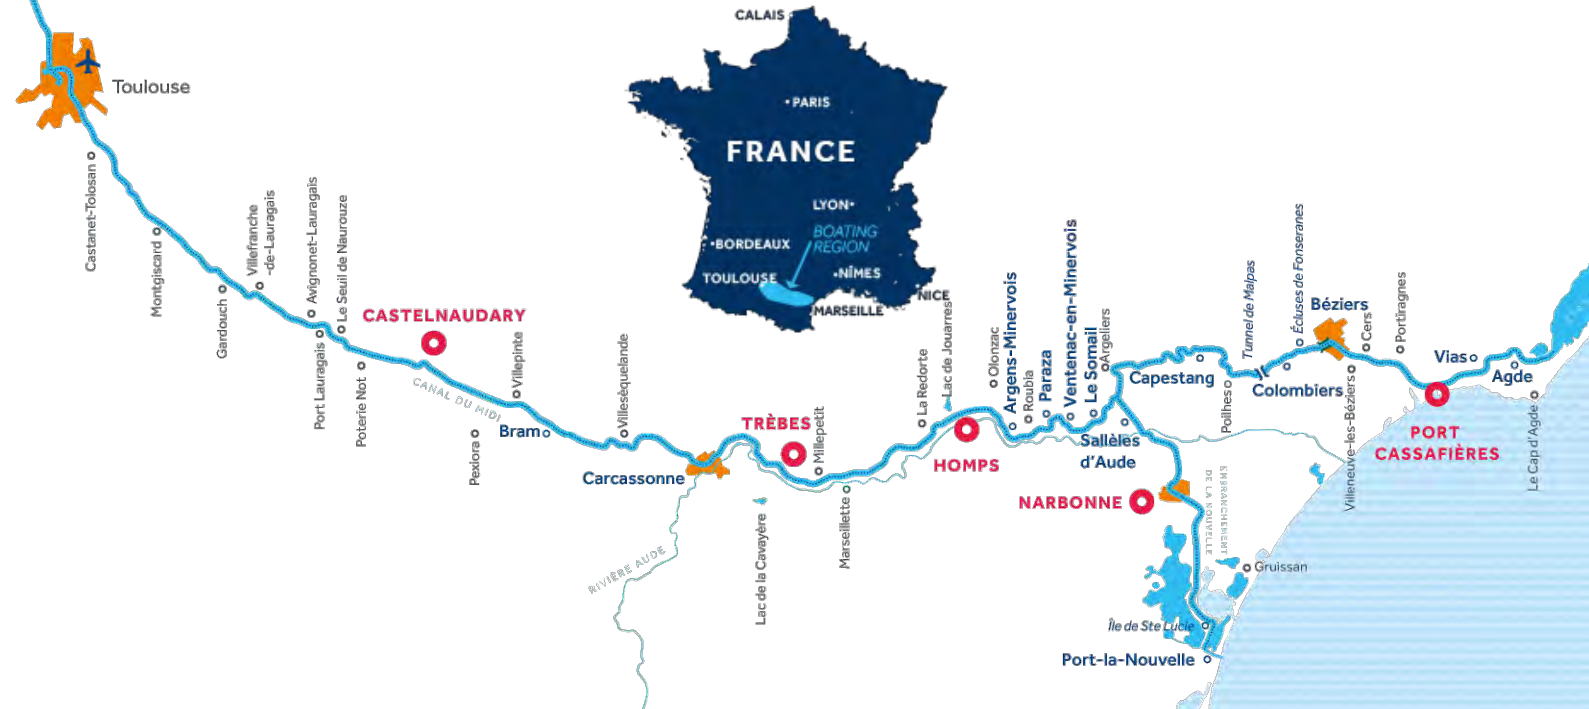 CALAIS
PARIS
FRANCE
LYON
BOATING
REGION
BORDEAUX
TOULOUSE
NÎMES
NICE
MARSEILLE
Toulouse
Castanet-Tolosan
Montgiscard
Gardouch
Villefranche
-de-Lauragais
Avignonet-Lauragais
Port Lauragais
Le Seuil de Naurouze
Poterie Not
CASTELNAUDARY
CANAL DU MIDI
Pexiora
Villepinte
Bram
Villesèquelande
Carcassonne
RIVIÈRE AUDE
TRÈBES
Lac de la Cavayère
Millepetit
Marseillette
La Redorte
Lac de Jouarres
HOMPS
Olonzac
Argens-Minervois
Roubia
Paraza
Ventenac-en-Minervois
Le Somail
Argeliers
Sallèles
d'Aude
NARBONNE
EMBRANCHEMENT
DE LA NOUVELLE
Gruissan
Île de Ste Lucie
Port-la-Nouvelle
Capestang
Poilhes
Tunnel de Malpas
Colombiers
Écluses de Fonseranes
Béziers
Villeneuve-les-Béziers
Cers
Portiragnes
PORT
CASSAFIÈRES
Vias
Agde
Le Cap d'Agde